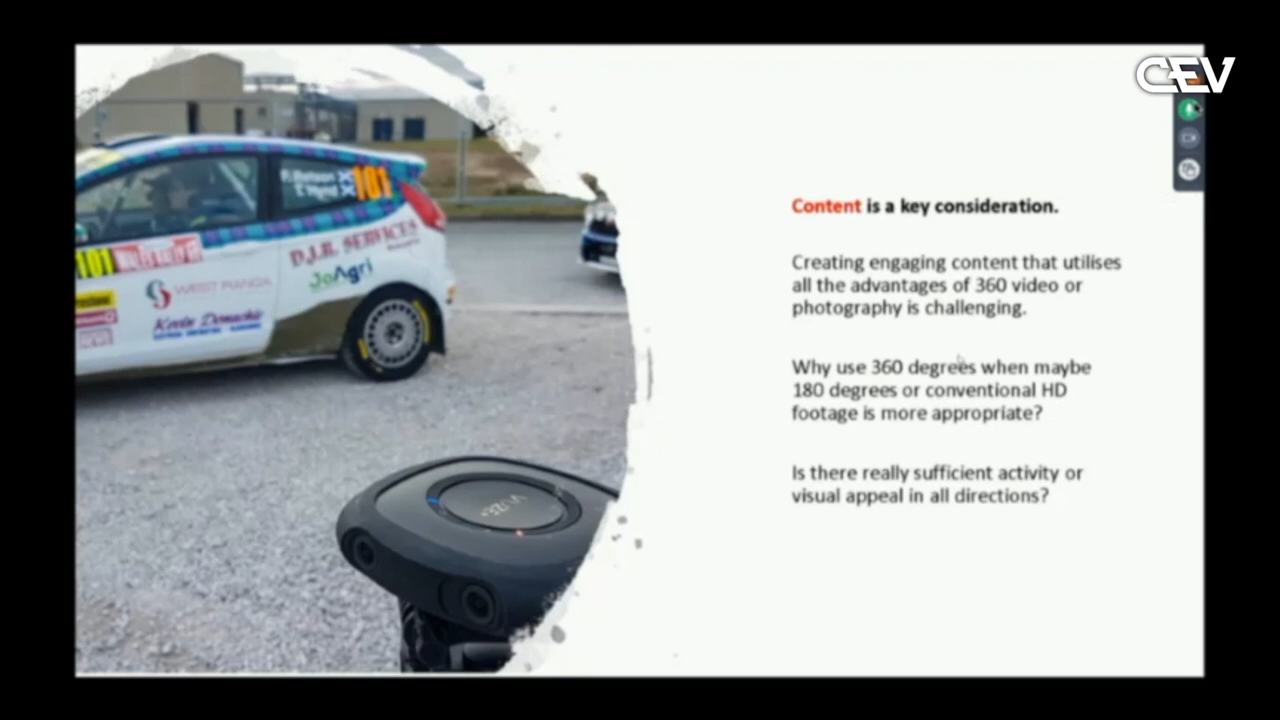 CEV
101
101
D.J.R. SERVICES
JoAgri
Kevin
VUZE+
Content is a key consideration.
Creating engaging content that utilises
all the advantages of 360 video or
photography is challenging.
Why use 360 degrees when maybe
180 degrees or conventional HD
footage is more appropriate?
Is there really sufficient activity or
visual appeal in all directions?